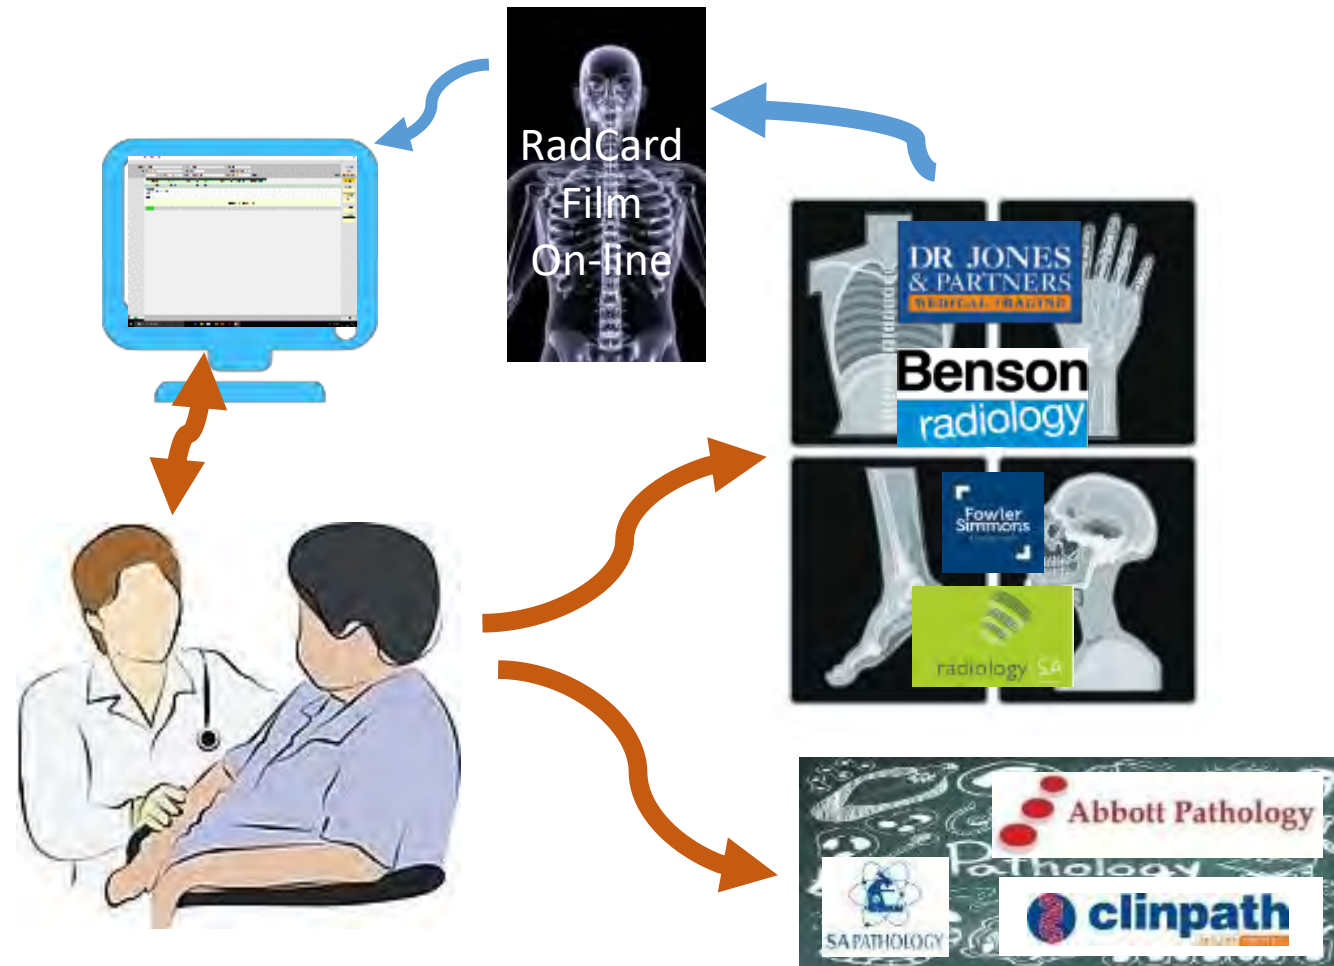 RadCard
Film
On-line
DR JONES
& PARTNERS
MEDICAL IMAGING
Benson
radiology
Fowler
Simmons
radiology SA
Abbott Pathology
Pathology
SA PATHOLOGY
clinpath